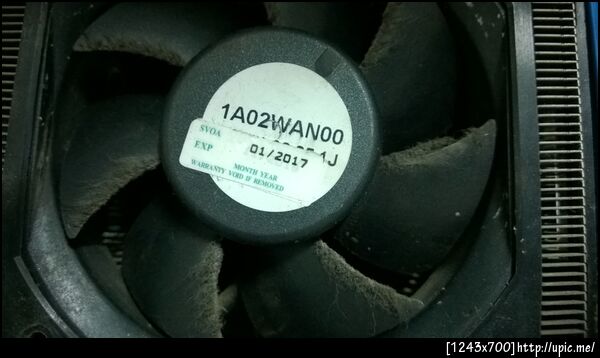 1A02WAN00
SVOA
EXP 01/2017
MONTH YEAR
WARRANTY VOID IF REMOVED
[1243x700]http://upic.me/